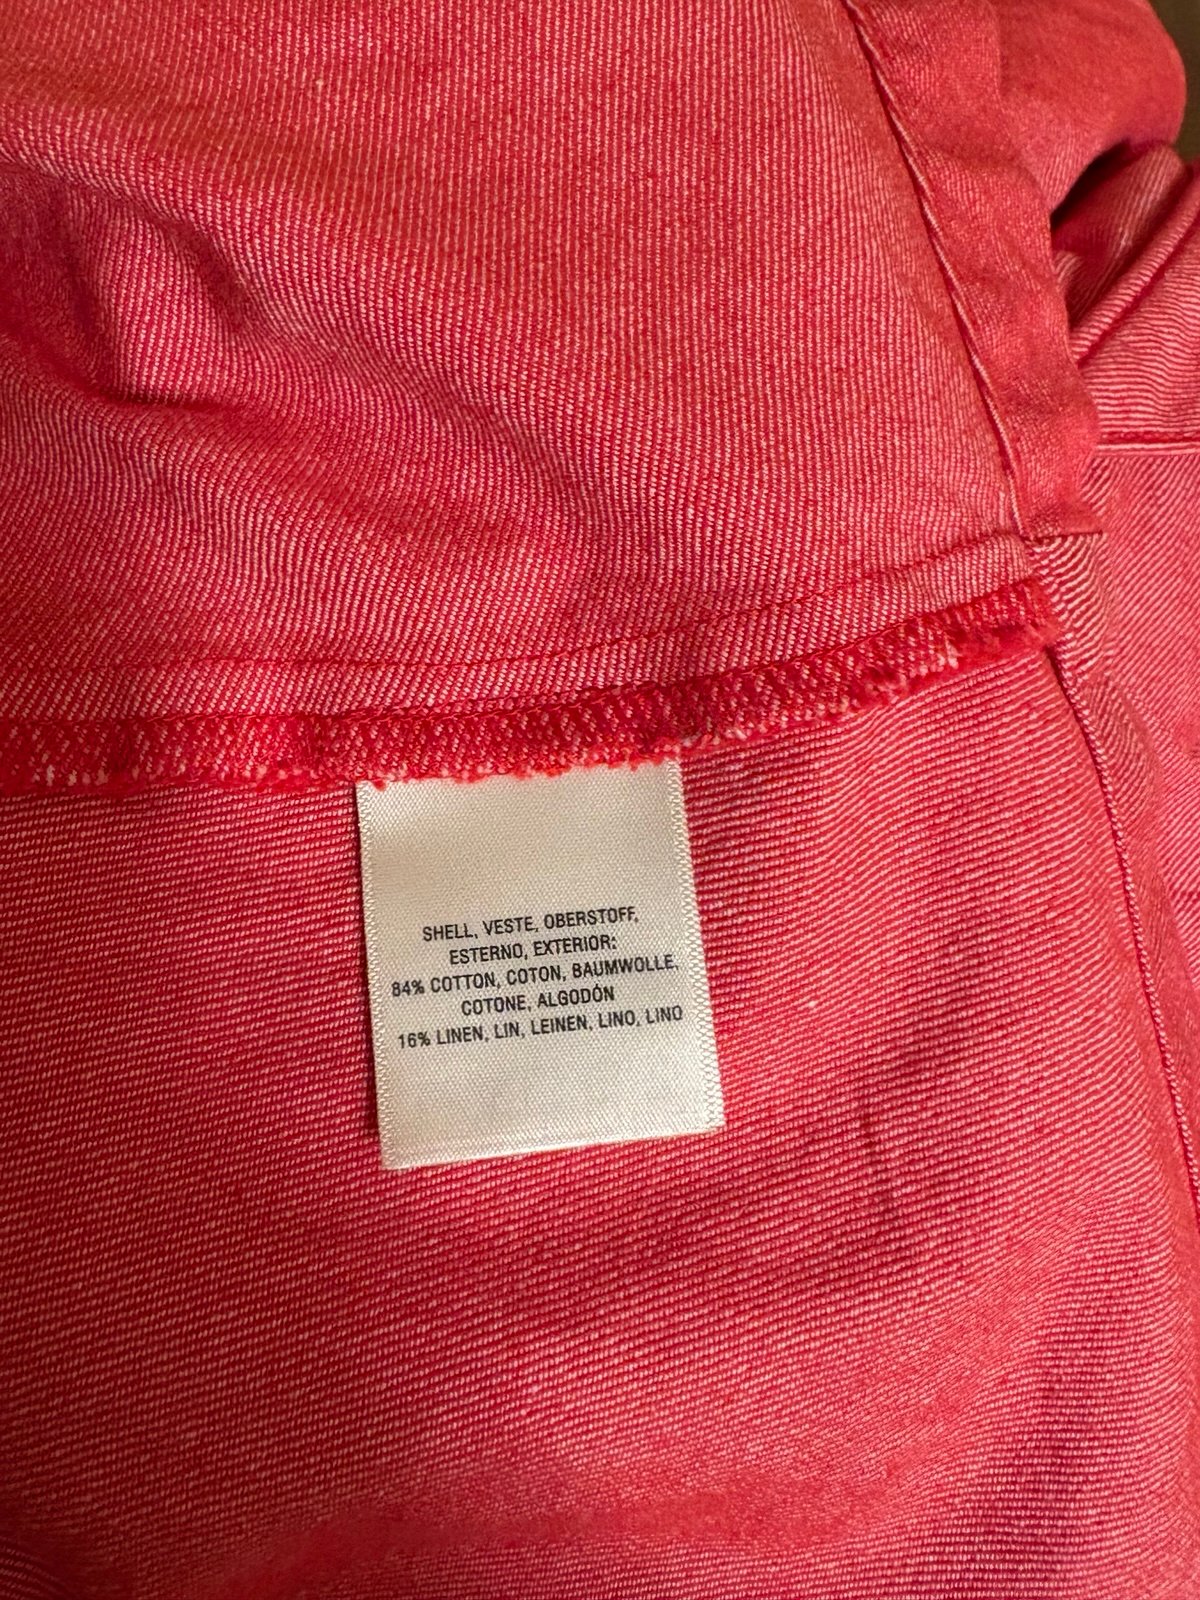 SHELL, VESTE, OBERSTOFF,
ESTERNO, EXTERIOR:
84% COTTON, COTON, BAUMWOLLE,
COTONE, ALGODÓN
16% LINEN, LIN, LEINEN, LINO, LINO